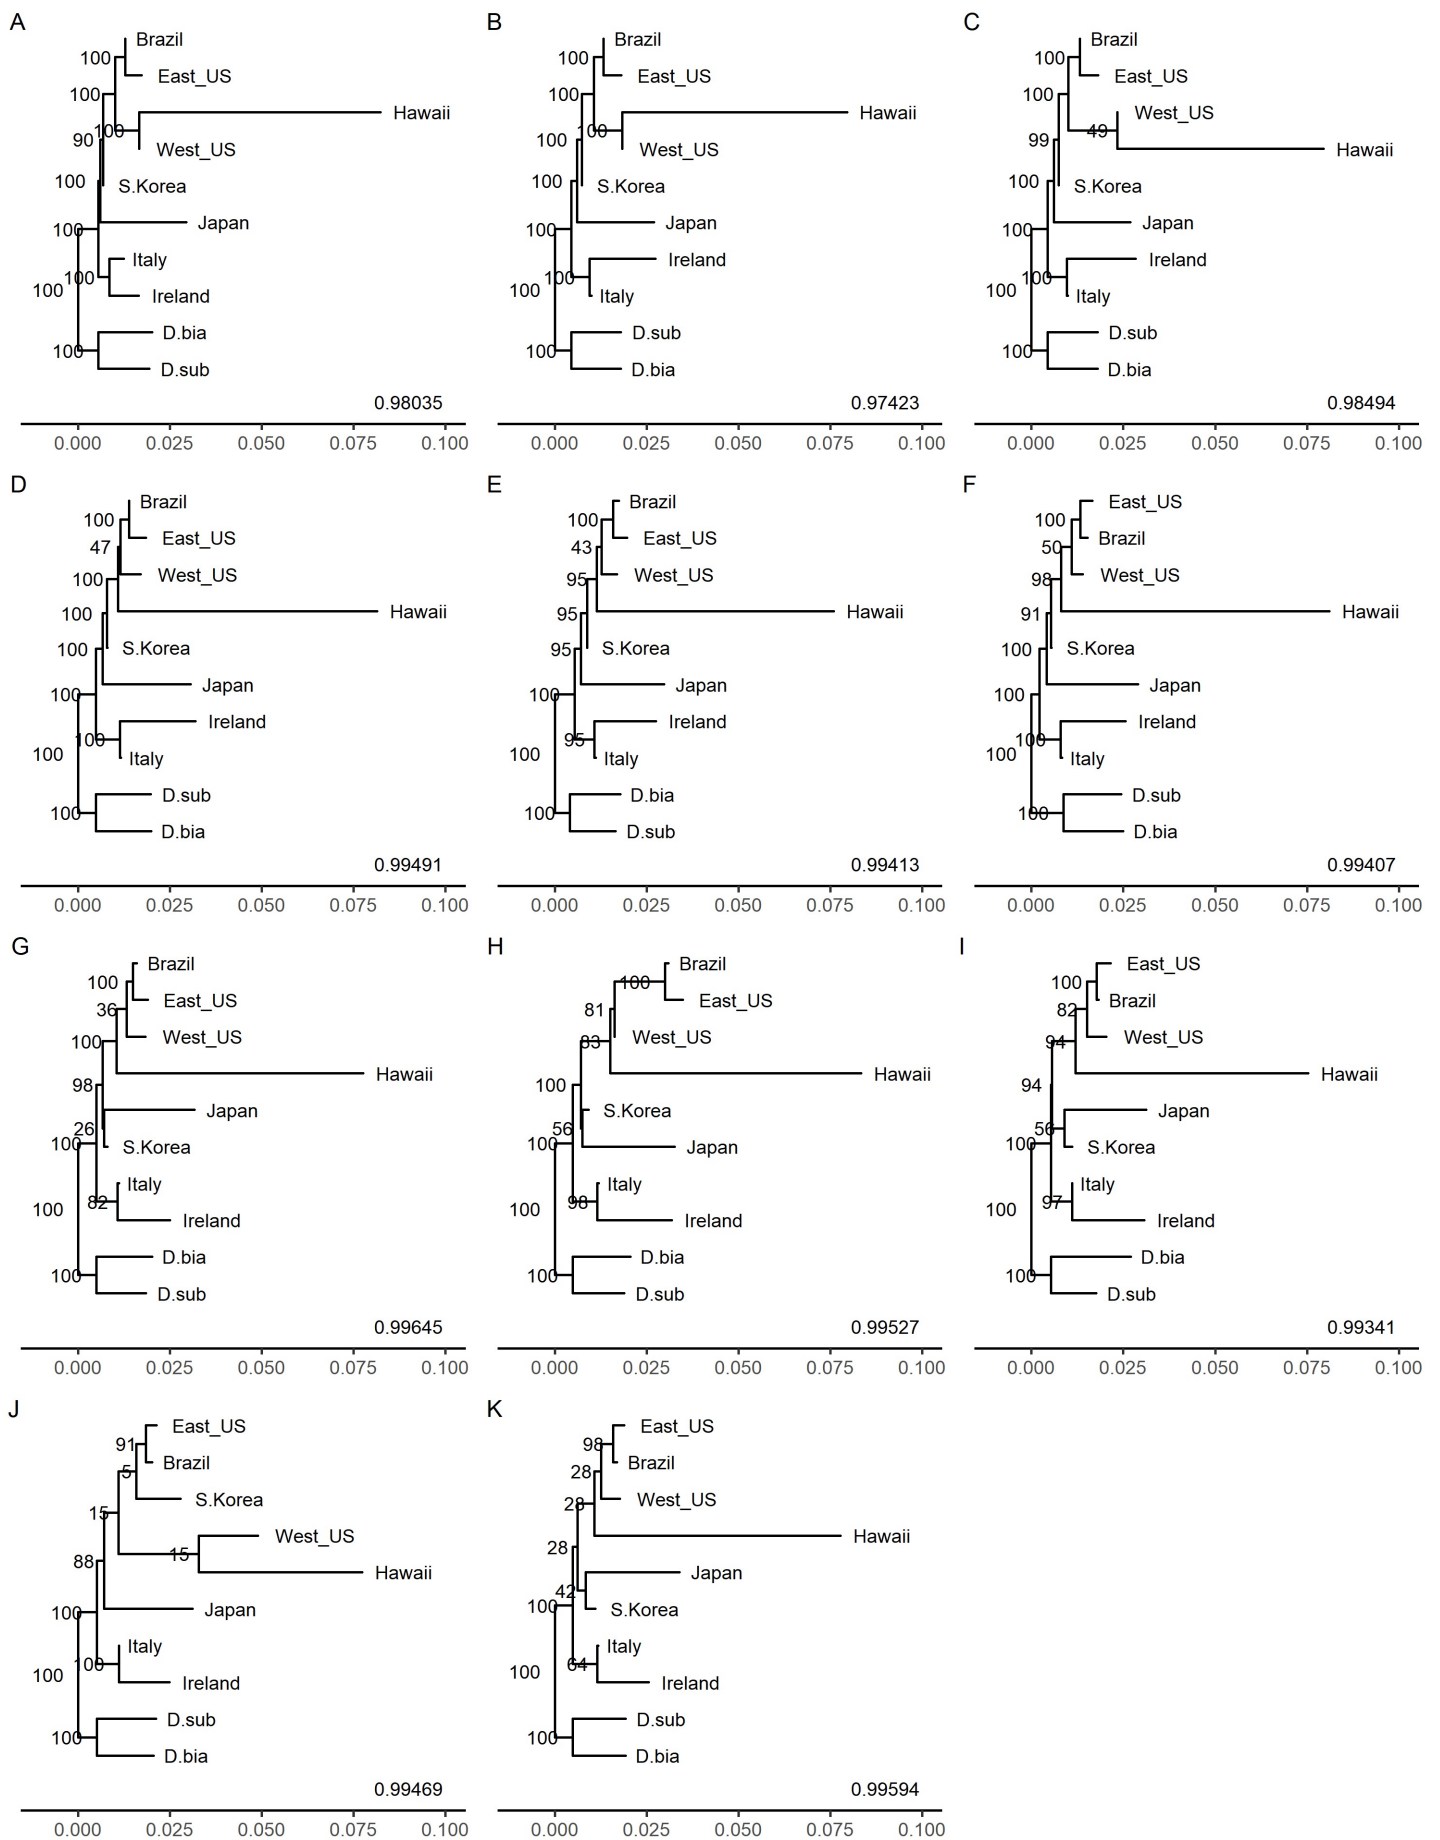 A
Brazil
100
East_US
100
Hawaii
100
90
West_US
100
S.Korea
Japan
100
Italy
100
100
Ireland
D.bia
100
D.sub
0.98035
0.000 0.025 0.050 0.075 0.100
B
Brazil
100
East_US
100
Hawaii
100
100
West_US
100
S.Korea
Japan
100
Ireland
100
100
Italy
D.sub
100
D.bia
0.97423
0.000 0.025 0.050 0.075 0.100
C
Brazil
100
East_US
100
West_US
49
99
Hawaii
100
S.Korea
Japan
100
Ireland
100
100
Italy
D.sub
100
D.bia
0.98494
0.000 0.025 0.050 0.075 0.100
D
Brazil
100
East_US
47
West_US
100
Hawaii
100
S.Korea
100
Japan
100
Ireland
100
100
Italy
D.sub
100
D.bia
0.99491
0.000 0.025 0.050 0.075 0.100
E
Brazil
100
East_US
43
West_US
95
Hawaii
95
S.Korea
95
Japan
100
Ireland
95
100
Italy
D.bia
100
D.sub
0.99413
0.000 0.025 0.050 0.075 0.100
F
East_US
100
Brazil
50
West_US
98
Hawaii
91
S.Korea
100
Japan
100
Ireland
100
100
Italy
D.sub
100
D.bia
0.99407
0.000 0.025 0.050 0.075 0.100
G
Brazil
100
East_US
36
West_US
100
Hawaii
98
Japan
26
100
S.Korea
Italy
82
100
Ireland
D.bia
100
D.sub
0.99645
0.000 0.025 0.050 0.075 0.100
H
Brazil
100
East_US
81
West_US
83
Hawaii
100
S.Korea
56
100
Japan
Italy
98
100
Ireland
D.bia
100
D.sub
0.99527
0.000 0.025 0.050 0.075 0.100
I
East_US
100
Brazil
82
West_US
94
Hawaii
94
Japan
56
100
S.Korea
Italy
97
100
Ireland
D.bia
100
D.sub
0.99341
0.000 0.025 0.050 0.075 0.100
J
East_US
91
Brazil
5
S.Korea
15
West_US
15
88
Hawaii
Japan
100
Italy
100
100
Ireland
D.sub
100
D.bia
0.99469
0.000 0.025 0.050 0.075 0.100
K
East_US
98
Brazil
28
West_US
28
Hawaii
28
Japan
42
100
S.Korea
Italy
64
100
Ireland
D.sub
100
D.bia
0.99594
0.000 0.025 0.050 0.075 0.100